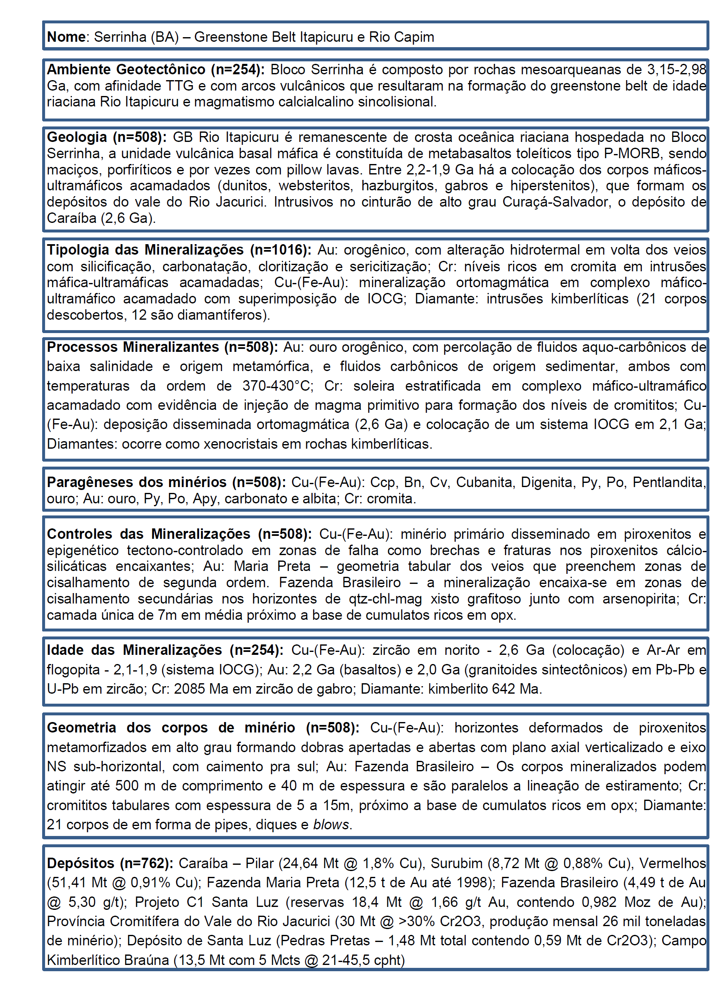 Nome: Serrinha (BA) – Greenstone Belt Itapicuru e Rio Capim
Ambiente Geotectônico (n=254): Bloco Serrinha é composto por rochas mesoarqueanas de 3,15-2,98
Ga, com afinidade TTG e com arcos vulcânicos que resultaram na formação do greenstone belt de idade
riaciana Rio Itapicuru e magmatismo calcialcalino sincolisional.
Geologia (n=508): GB Rio Itapicuru é remanescente de crosta oceânica riaciana hospedada no Bloco
Serrinha, a unidade vulcânica basal máfica é constituída de metabasaltos toleíticos tipo P-MORB, sendo
maciços, porfiríticos e por vezes com pillow lavas. Entre 2,2-1,9 Ga há a colocação dos corpos máficos-
ultramáficos acamadados (dunitos, websteritos, hazburgitos, gabros e hiperstenitos), que formam os
depósitos do vale do Rio Jacurici. Intrusivos no cinturão de alto grau Curaçá-Salvador, o depósito de
Caraíba (2,6 Ga).
Tipologia das Mineralizações (n=1016): Au: orogênico, com alteração hidrotermal em volta dos veios
com silicificação, carbonatação, cloritização e sericitização; Cr: níveis ricos em cromita em intrusões
máfica-ultramáficas acamadadas; Cu-(Fe-Au): mineralização ortomagmática em complexo máfico-
ultramáfico acamadado com superimposição de IOCG; Diamante: intrusões kimberlíticas (21 corpos
descobertos, 12 são diamantíferos).
Processos Mineralizantes (n=508): Au: ouro orogênico, com percolação de fluidos aquo-carbônicos de
baixa salinidade e origem metamórfica, e fluidos carbônicos de origem sedimentar, ambos com
temperaturas da ordem de 370-430°C; Cr: soleira estratificada em complexo máfico-ultramáfico
acamadado com evidência de injeção de magma primitivo para formação dos níveis de cromititos; Cu-
(Fe-Au): deposição disseminada ortomagmática (2,6 Ga) e colocação de um sistema IOCG em 2,1 Ga;
Diamantes: ocorre como xenocristais em rochas kimberlíticas.
Paragêneses dos minérios (n=508): Cu-(Fe-Au): Ccp, Bn, Cv, Cubanita, Digenita, Py, Po, Pentlandita,
ouro; Au: ouro, Py, Po, Apy, carbonato e albita; Cr: cromita.
Controles das Mineralizações (n=508): Cu-(Fe-Au): minério primário disseminado em piroxenitos e
epigenético tectono-controlado em zonas de falha como brechas e fraturas nos piroxenitos cálcio-
silicáticas encaixantes; Au: Maria Preta – geometria tabular dos veios que preenchem zonas de
cisalhamento de segunda ordem. Fazenda Brasileiro – a mineralização encaixa-se em zonas de
cisalhamento secundárias nos horizontes de qtz-chl-mag xisto grafitoso junto com arsenopirita; Cr:
camada única de 7m em média próximo a base de cumulatos ricos em opx.
Idade das Mineralizações (n=254): Cu-(Fe-Au): zircão em norito - 2,6 Ga (colocação) e Ar-Ar em
flogopita - 2,1-1,9 (sistema IOCG); Au: 2,2 Ga (basaltos) e 2,0 Ga (granitoides sintectônicos) em Pb-Pb e
U-Pb em zircão; Cr: 2085 Ma em zircão de gabro; Diamante: kimberlito 642 Ma.
Geometria dos corpos de minério (n=508): Cu-(Fe-Au): horizontes deformados de piroxenitos
metamorfizados em alto grau formando dobras apertadas e abertas com plano axial verticalizado e eixo
NS sub-horizontal, com caimento pra sul; Au: Fazenda Brasileiro – Os corpos mineralizados podem
atingir até 500 m de comprimento e 40 m de espessura e são paralelos a lineação de estiramento; Cr:
cromititos tabulares com espessura de 5 a 15m, próximo a base de cumulatos ricos em opx; Diamante:
21 corpos de em forma de pipes, diques e blows.
Depósitos (n=762): Caraíba – Pilar (24,64 Mt @ 1,8% Cu), Surubim (8,72 Mt @ 0,88% Cu), Vermelhos
(51,41 Mt @ 0,91% Cu); Fazenda Maria Preta (12,5 t de Au até 1998); Fazenda Brasileiro (4,49 t de Au
@ 5,30 g/t); Projeto C1 Santa Luz (reservas 18,4 Mt @ 1,66 g/t Au, contendo 0,982 Moz de Au);
Província Cromitífera do Vale do Rio Jacurici (30 Mt @ >30% Cr2O3, produção mensal 26 mil toneladas
de minério); Depósito de Santa Luz (Pedras Pretas – 1,48 Mt total contendo 0,59 Mt de Cr2O3); Campo
Kimberlítico Braúna (13,5 Mt com 5 Mcts @ 21-45,5 cpht)